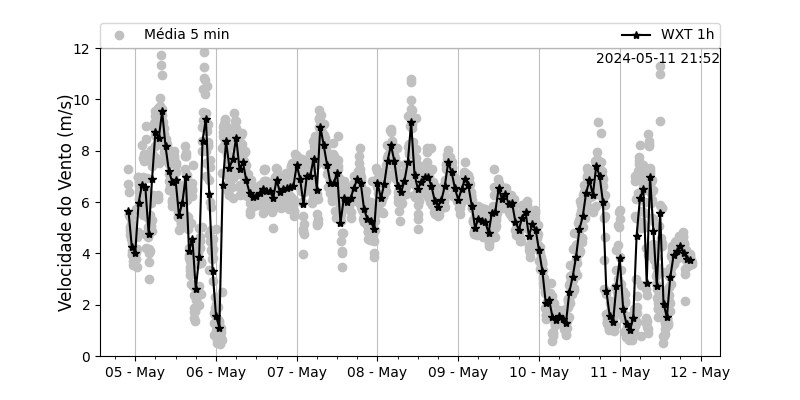 Média 5 min
WXT 1h
2024-05-11 21:52
Velocidade do Vento (m/s)
12
10
8
6
4
2
0
05 - May
06 - May
07 - May
08 - May
09 - May
10 - May
11 - May
12 - May